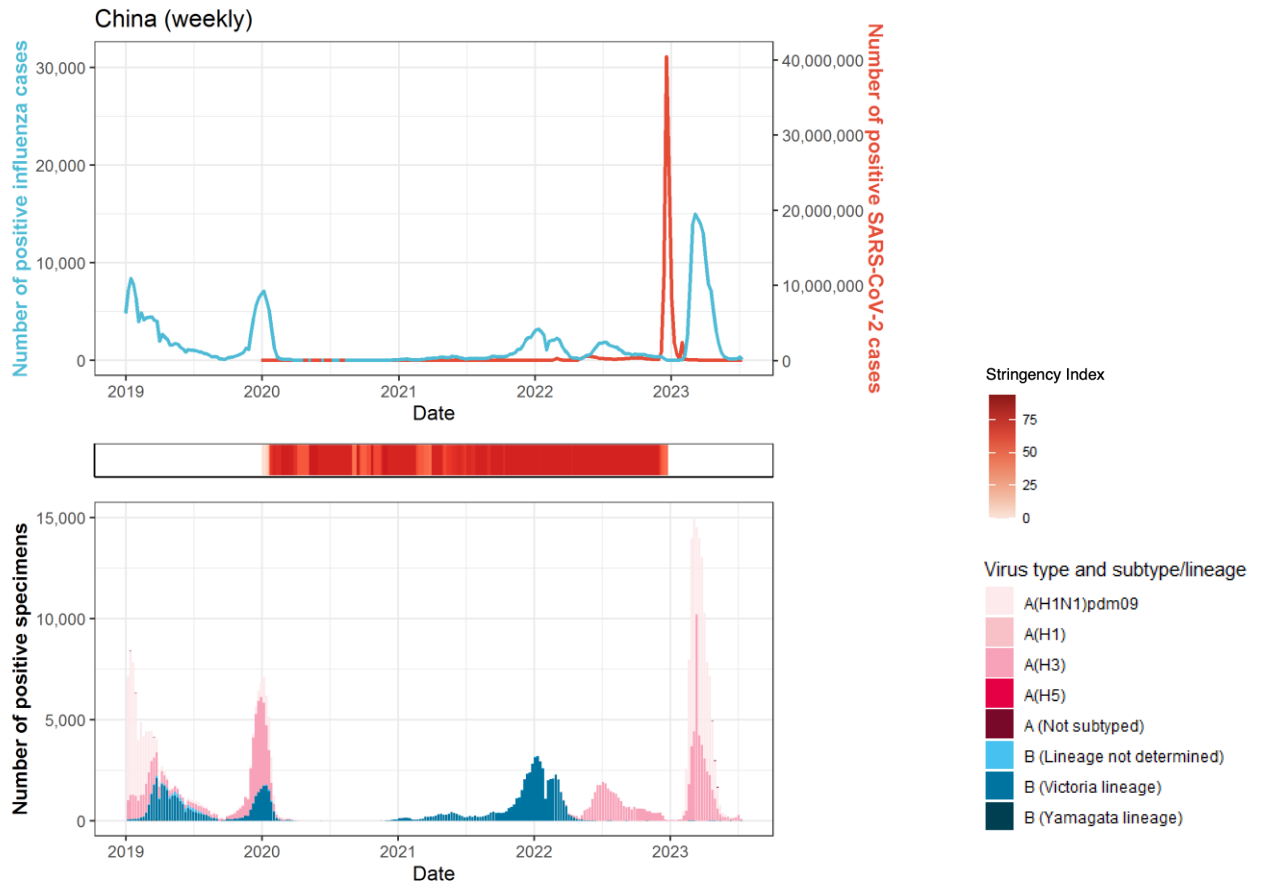 China (weekly)
Number of positive influenza cases
30,000
20,000
10,000
0
40,000,000
30,000,000
20,000,000
10,000,000
0
Number of positive SARS-CoV-2 cases
2019 2020 2021 2022 2023
Date
Stringency Index
75
50
25
0
Number of positive specimens
15,000
10,000
5,000
0
2019 2020 2021 2022 2023
Date
Virus type and subtype/lineage
A(H1N1)pdm09
A(H1)
A(H3)
A(H5)
A (Not subtyped)
B (Lineage not determined)
B (Victoria lineage)
B (Yamagata lineage)